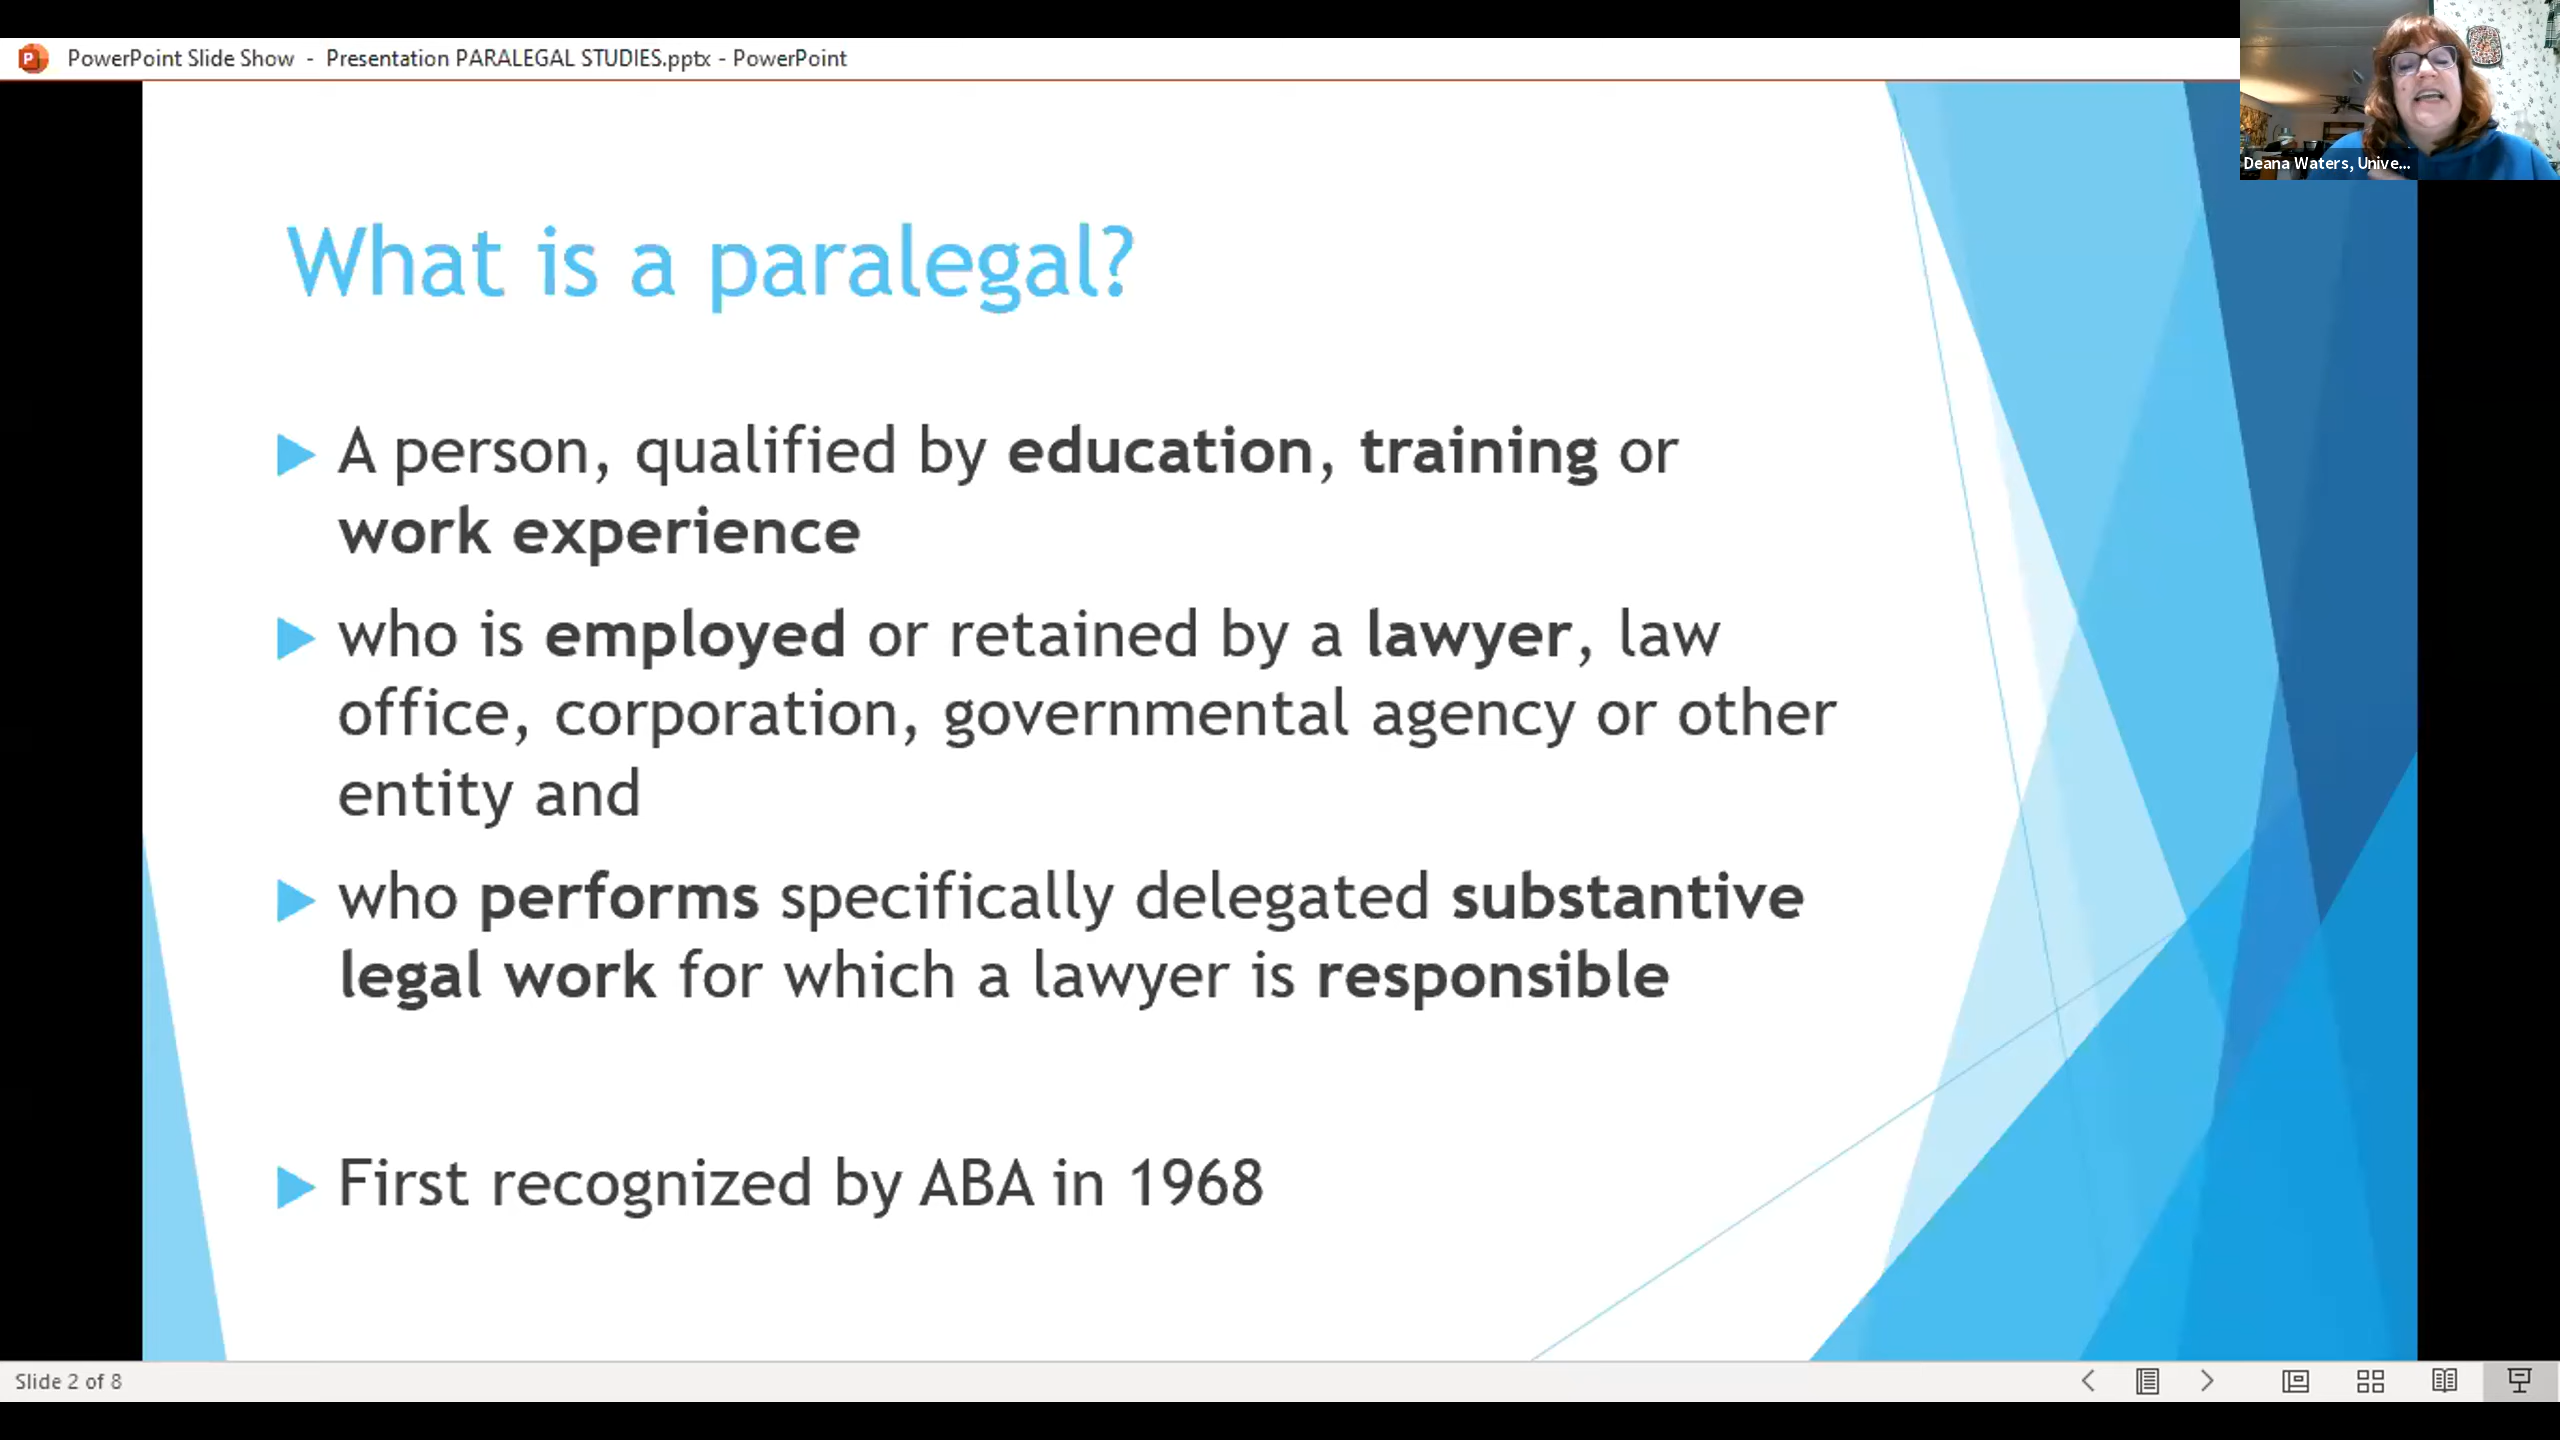 PowerPoint Slide Show - Presentation PARALEGAL STUDIES.pptx - PowerPoint
Deana Waters, Unive...
What is a paralegal?
A person, qualified by education, training or
work experience
who is employed or retained by a lawyer, law
office, corporation, governmental agency or other
entity and
who performs specifically delegated substantive
legal work for which a lawyer is responsible
First recognized by ABA in 1968
Slide 2 of 8